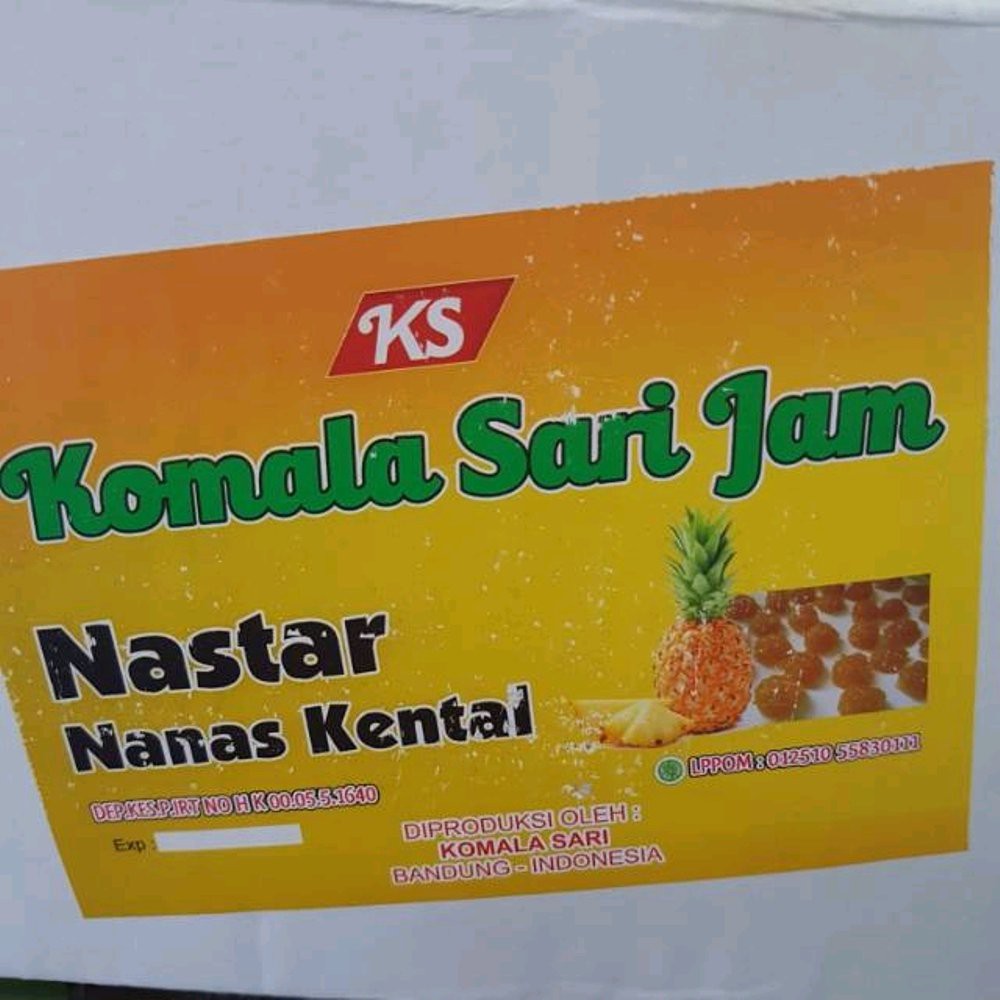 KS
Komala Sari Jam
Nastar
Nanas Kental
DEP.KES.P.IRT NO H K 00.05.5.1640
LPPOM : 012510 55830111
Exp :
DIPRODUKSI OLEH :
KOMALA SARI
BANDUNG - INDONESIA